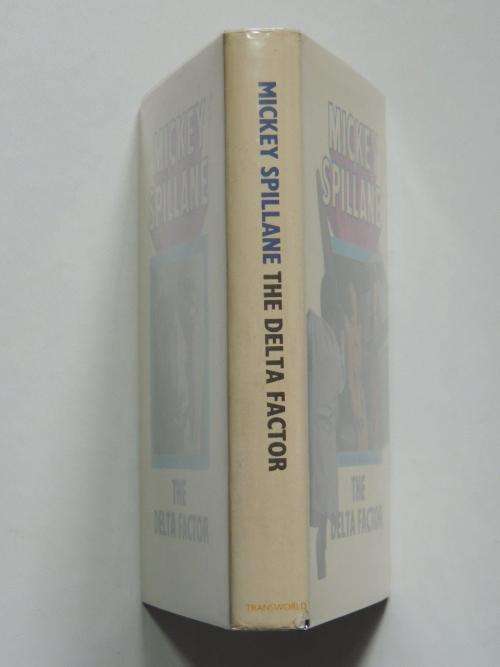 MICKEY
SPILLANE
THE
DELTA FACTOR
MICKEY SPILLANE THE DELTA FACTOR
TRANSWORLD
MICKEY
SPILLANE
THE
DELTA FACTOR